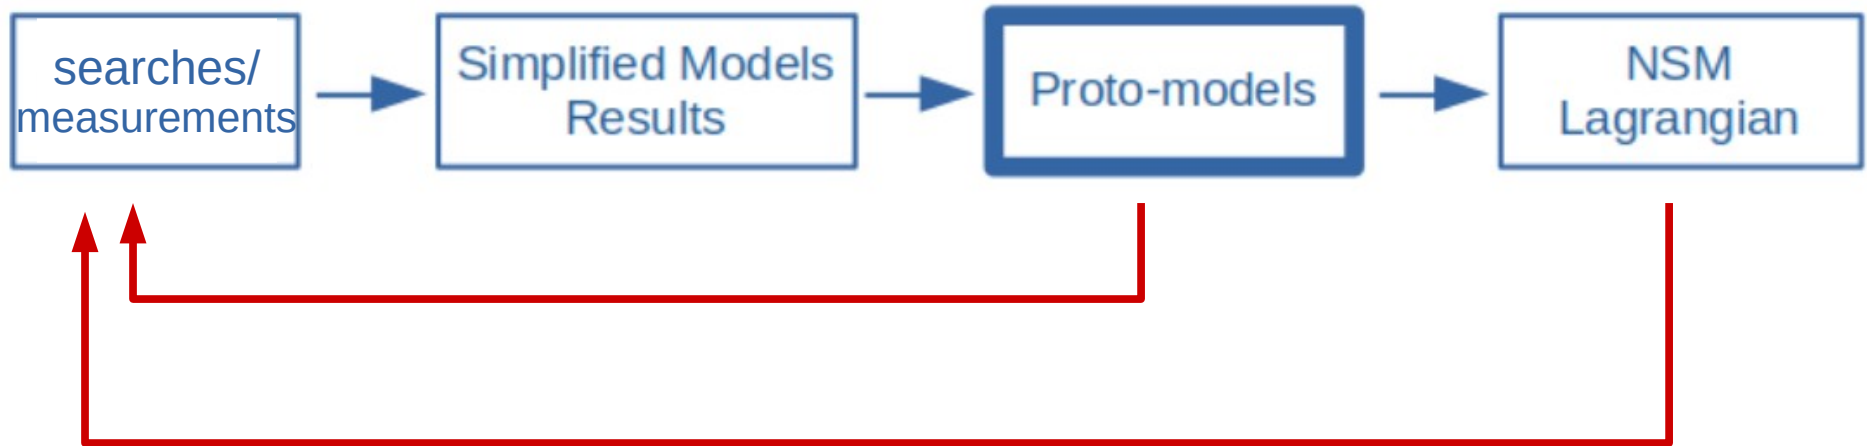 searches/
measurements
Simplified Models
Results
Proto-models
NSM
Lagrangian